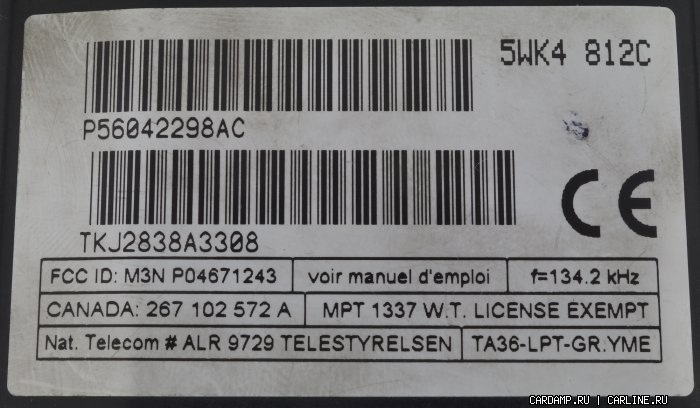 5WK4 812C
P56042298AC
TKJ2838A3308
CE
FCC ID: M3N P04671243 voir manuel d'emploi f=134.2 kHz
CANADA: 267 102 572 A MPT 1337 W.T. LICENSE EXEMPT
Nat. Telecom # ALR 9729 TELESTYRELSEN TA36-LPT-GR.YME
CARDAMP.RU | CARLINE.RU